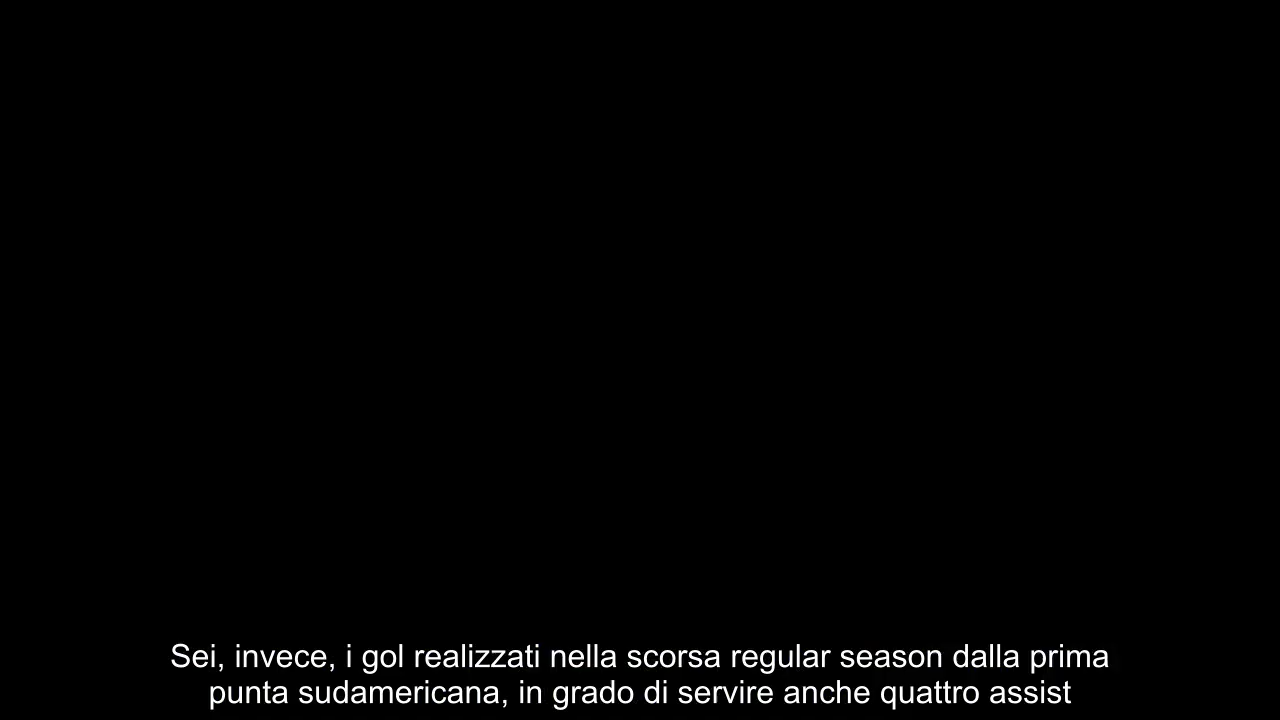 Sei, invece, i gol realizzati nella scorsa regular season dalla prima
punta sudamericana, in grado di servire anche quattro assist